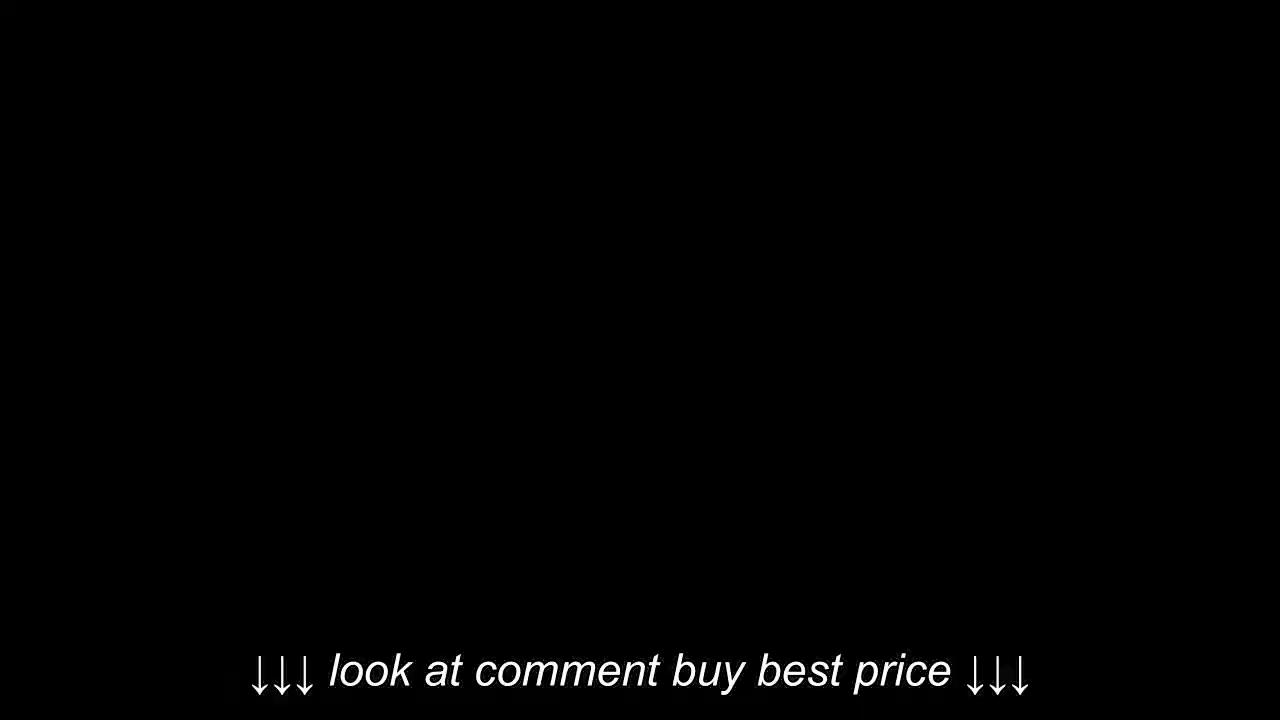 ↓↓↓ look at comment buy best price ↓↓↓